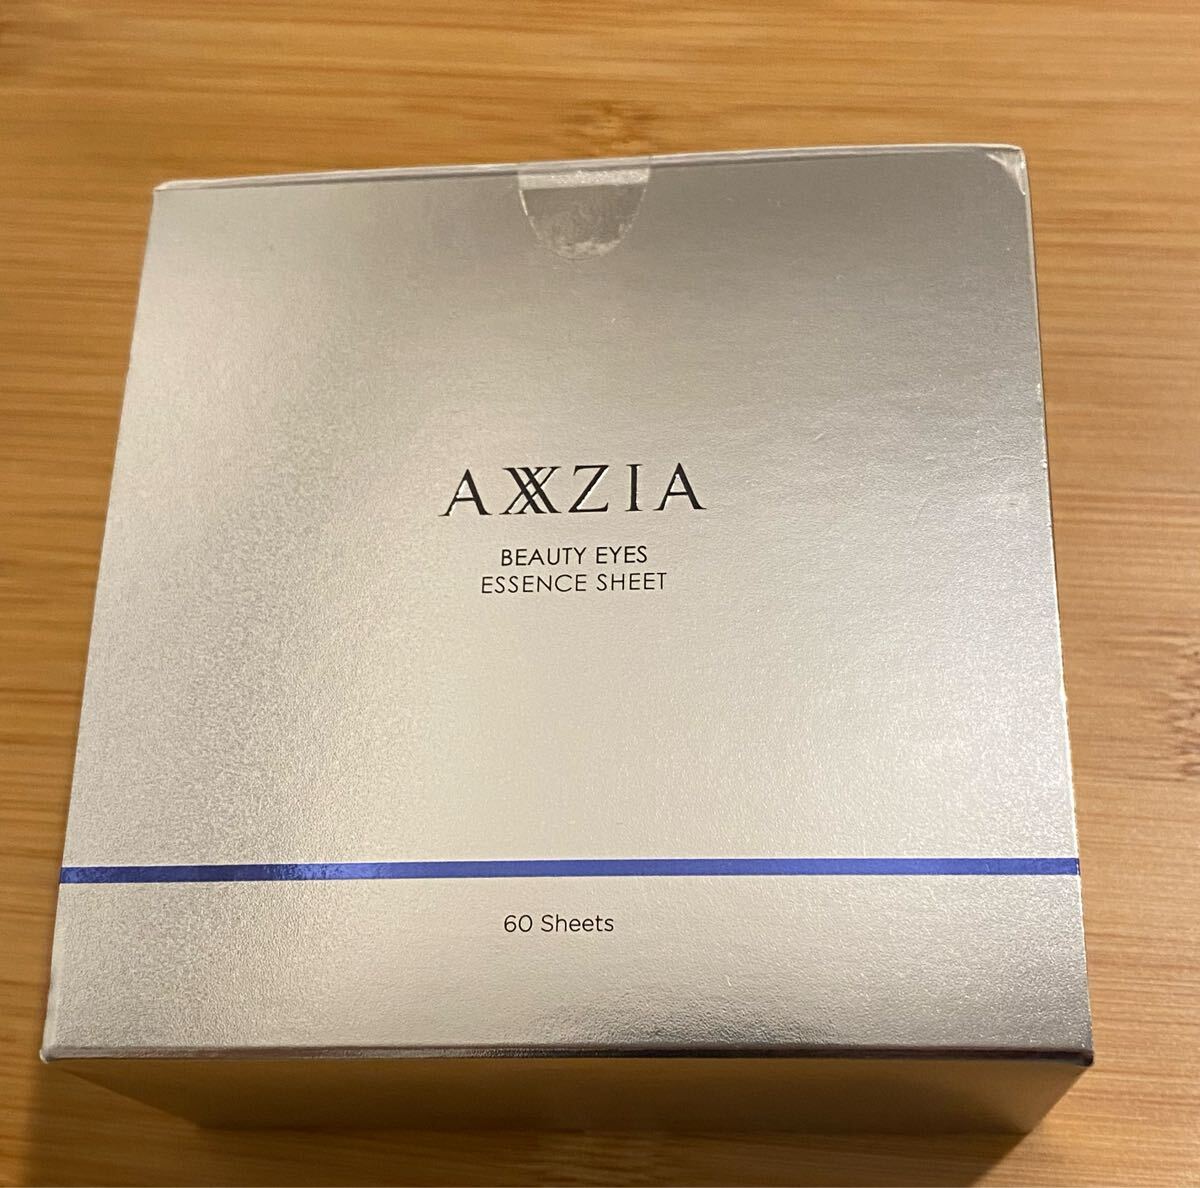 AXXZIA
BEAUTY EYES
ESSENCE SHEET
60 Sheets